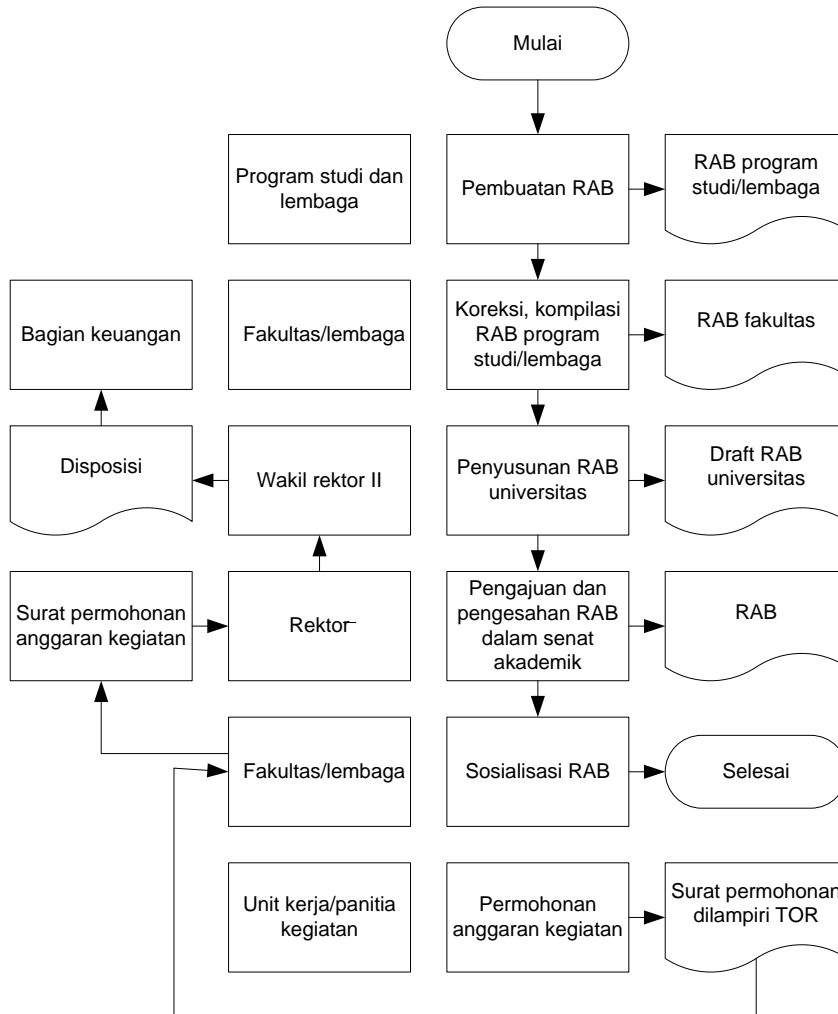 Mulai
Program studi dan
lembaga
Pembuatan RAB
RAB program
studi/lembaga
Bagian keuangan
Fakultas/lembaga
Koreksi, kompilasi
RAB program
studi/lembaga
RAB fakultas
Disposisi
Wakil rektor II
Penyusunan RAB
universitas
Draft RAB
universitas
Surat permohonan
anggaran kegiatan
Rektor
Pengajuan dan
pengesahan RAB
dalam senat
akademik
RAB
Fakultas/lembaga
Sosialisasi RAB
Selesai
Unit kerja/panitia
kegiatan
Permohonan
anggaran kegiatan
Surat permohonan
dilampiri TOR